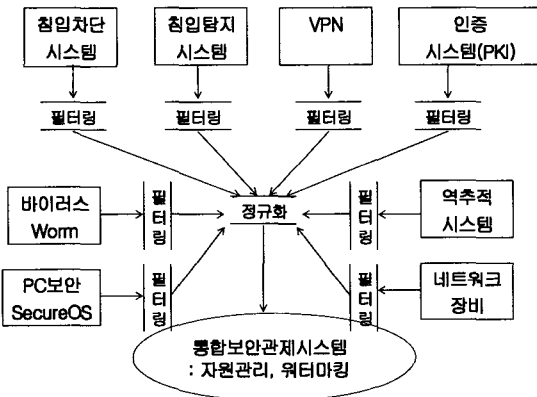 침입차단
시스템
침입탐지
시스템
VPN
인증
시스템(PKI)
필터링
필터링
필터링
필터링
바이러스
Worm
필터링
정규화
필터링
역추적
시스템
PC보안
SecureOS
필터링
필터링
네트워크
장비
통합보안관제시스템
: 자원관리, 워터마킹